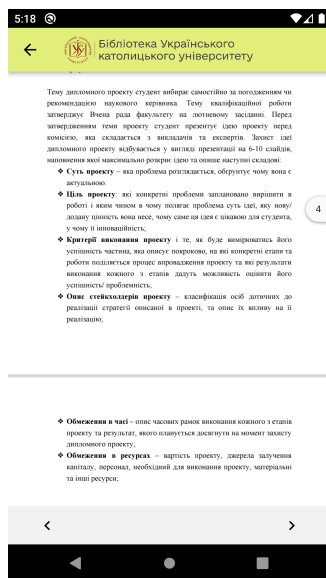 5:18
Бібліотека Українського
католицького університету
Тему дипломного проекту студент вибирає самостійно за погодженням чи
рекомендацією наукового керівника. Тему кваліфікаційної роботи
затверджує Вчена рада факультету на лютневому засіданні. Перед
затвердженням теми проекту студент презентує ідею проекту перед
комісією, яка складається з викладачів та експертів. Захист ідеї
дипломного проекту відбувається у вигляді презентації на 6-10 слайдів,
наповнення якої максимально розкриє ідею та опише наступні складові:
❖ Суть проекту – яка проблема розглядається, обґрунтує чому вона є
актуальною.
❖ Ціль проекту: які конкретні проблеми заплановано вирішити в
роботі і яким чином в чому полягає проблема суть ідеї, яку нову/
додану цінність вона несе, чому саме ця ідея є цікавою для студента,
у чому її інноваційність;
❖ Критерії виконання проекту і те, як буде вимірюватись його
успішність частина, яка описує покроково, на які конкретні етапи та
роботи поділяється процес впровадження проекту та які результати
виконання кожного з етапів дадуть можливість оцінити його
успішність/ проблемність;
❖ Опис стейкхолдерів проекту – класифікація осіб дотичних до
реалізації стратегії описаної в проекті, та опис їх впливу на її
реалізацію;
4
❖ Обмеження в часі – опис часових рамок виконання кожного з етапів
проекту та результат, якого планується досягнути на момент захисту
дипломного проекту;
❖ Обмеження в ресурсах – вартість проекту, джерела залучення
капіталу, персонал, необхідний для виконання проекту, матеріальні
та інші ресурси;